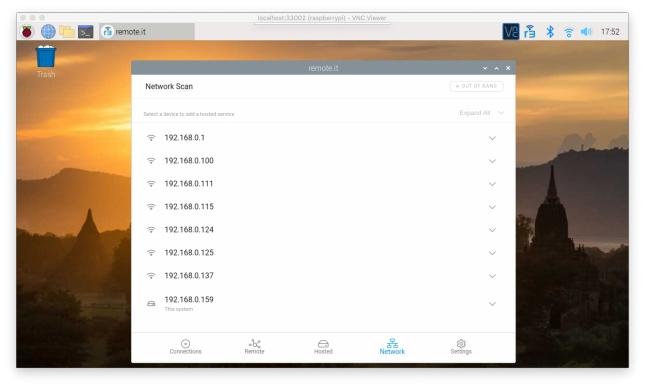 localhost:33002 (raspberrypi) - VNC Viewer
remote.it
17:52
Trash
remote.it
Network Scan
OUT OF BAND
Select a device to add a hosted service
Expand All
192.168.0.1
192.168.0.100
192.168.0.111
192.168.0.115
192.168.0.124
192.168.0.125
192.168.0.137
192.168.0.159
This system
Connections Remote Hosted Network Settings